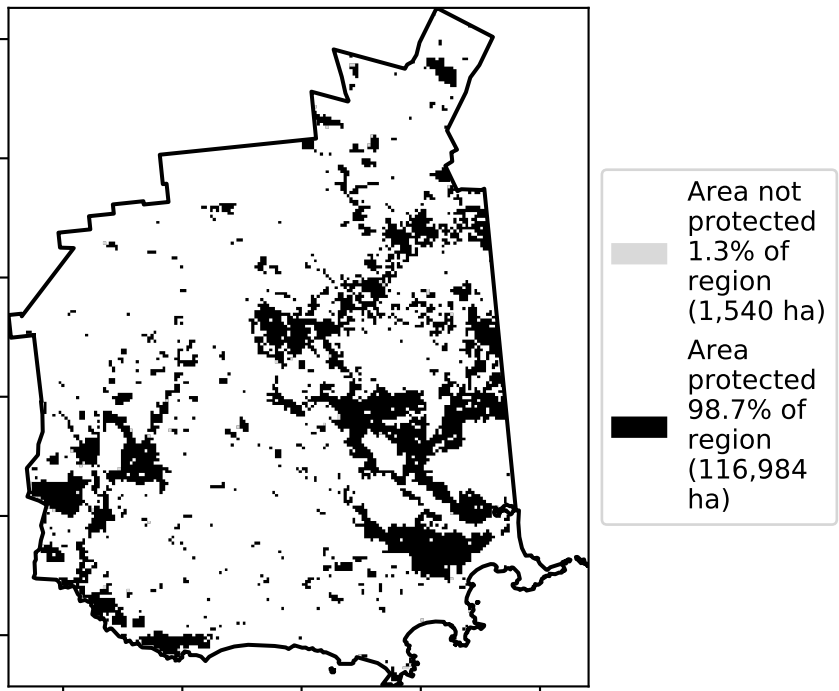 Area not
protected
1.3% of
region
(1,540 ha)
Area
protected
98.7% of
region
(116,984
ha)